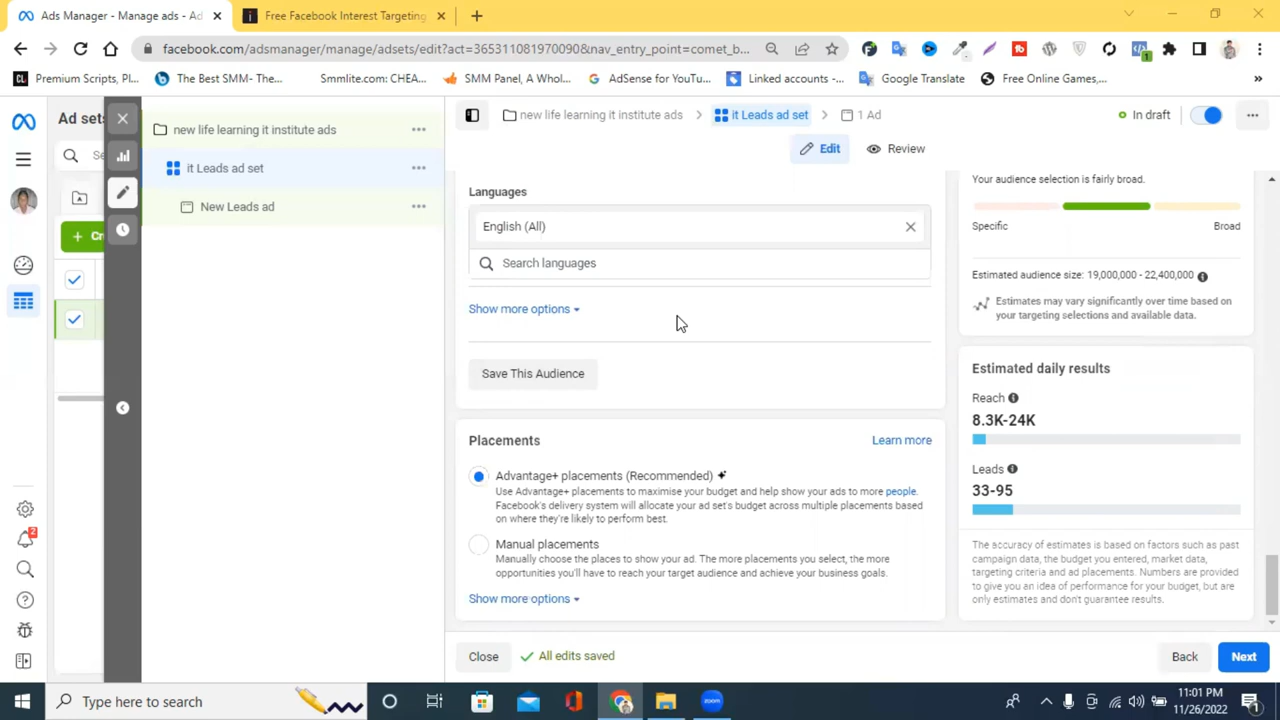 Ads Manager - Manage ads - Ad
Free Facebook Interest Targeting
facebook.com/adsmanager/manage/adsets/edit?act=365311081970090&nav_entry_point=comet_b...
CL Premium Scripts, Pl...
The Best SMM- The...
Smmlite.com: CHEA...
SMM Panel, A Whol...
AdSense for YouTu...
Linked accounts -...
Google Translate
Free Online Games,...
»
Ad sets
new life learning it institute ads
it Leads ad set
New Leads ad
new life learning it institute ads
it Leads ad set
1 Ad
In draft
Edit
Review
Languages
English (All)
Search languages
Show more options
Save This Audience
Placements
Learn more
Advantage+ placements (Recommended)
Use Advantage+ placements to maximise your budget and help show your ads to more people.
Facebook's delivery system will allocate your ad set's budget across multiple placements based
on where they're likely to perform best.
Manual placements
Manually choose the places to show your ad. The more placements you select, the more
opportunities you'll have to reach your target audience and achieve your business goals.
Show more options
Your audience selection is fairly broad.
Specific
Broad
Estimated audience size: 19,000,000 - 22,400,000
Estimates may vary significantly over time based on
your targeting selections and available data.
Estimated daily results
Reach
8.3K-24K
Leads
33-95
The accuracy of estimates is based on factors such as past
campaign data, the budget you entered, market data,
targeting criteria and ad placements. Numbers are provided
to give you an idea of performance for your budget, but are
only estimates and don't guarantee results.
Close
All edits saved
Back
Next
Type here to search
zoom
11:01 PM
11/26/2022